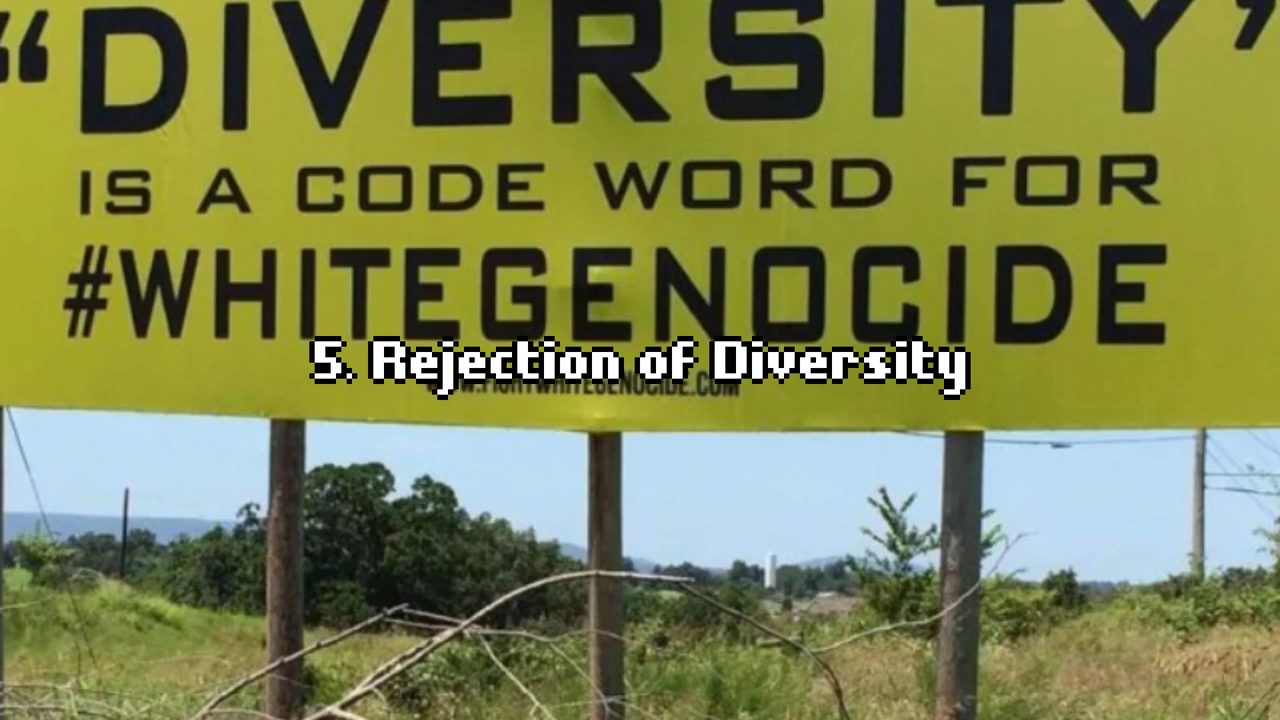 “DIVERSITY”
IS A CODE WORD FOR
#WHITEGENOCIDE
5. Rejection of Diversity